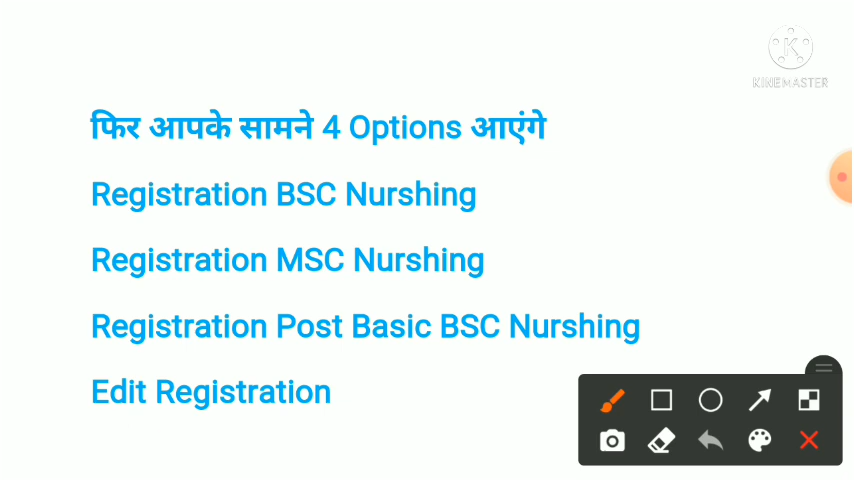 KINEMASTER
फिर आपके सामने 4 Options आएंगे
Registration BSC Nurshing
Registration MSC Nurshing
Registration Post Basic BSC Nurshing
Edit Registration